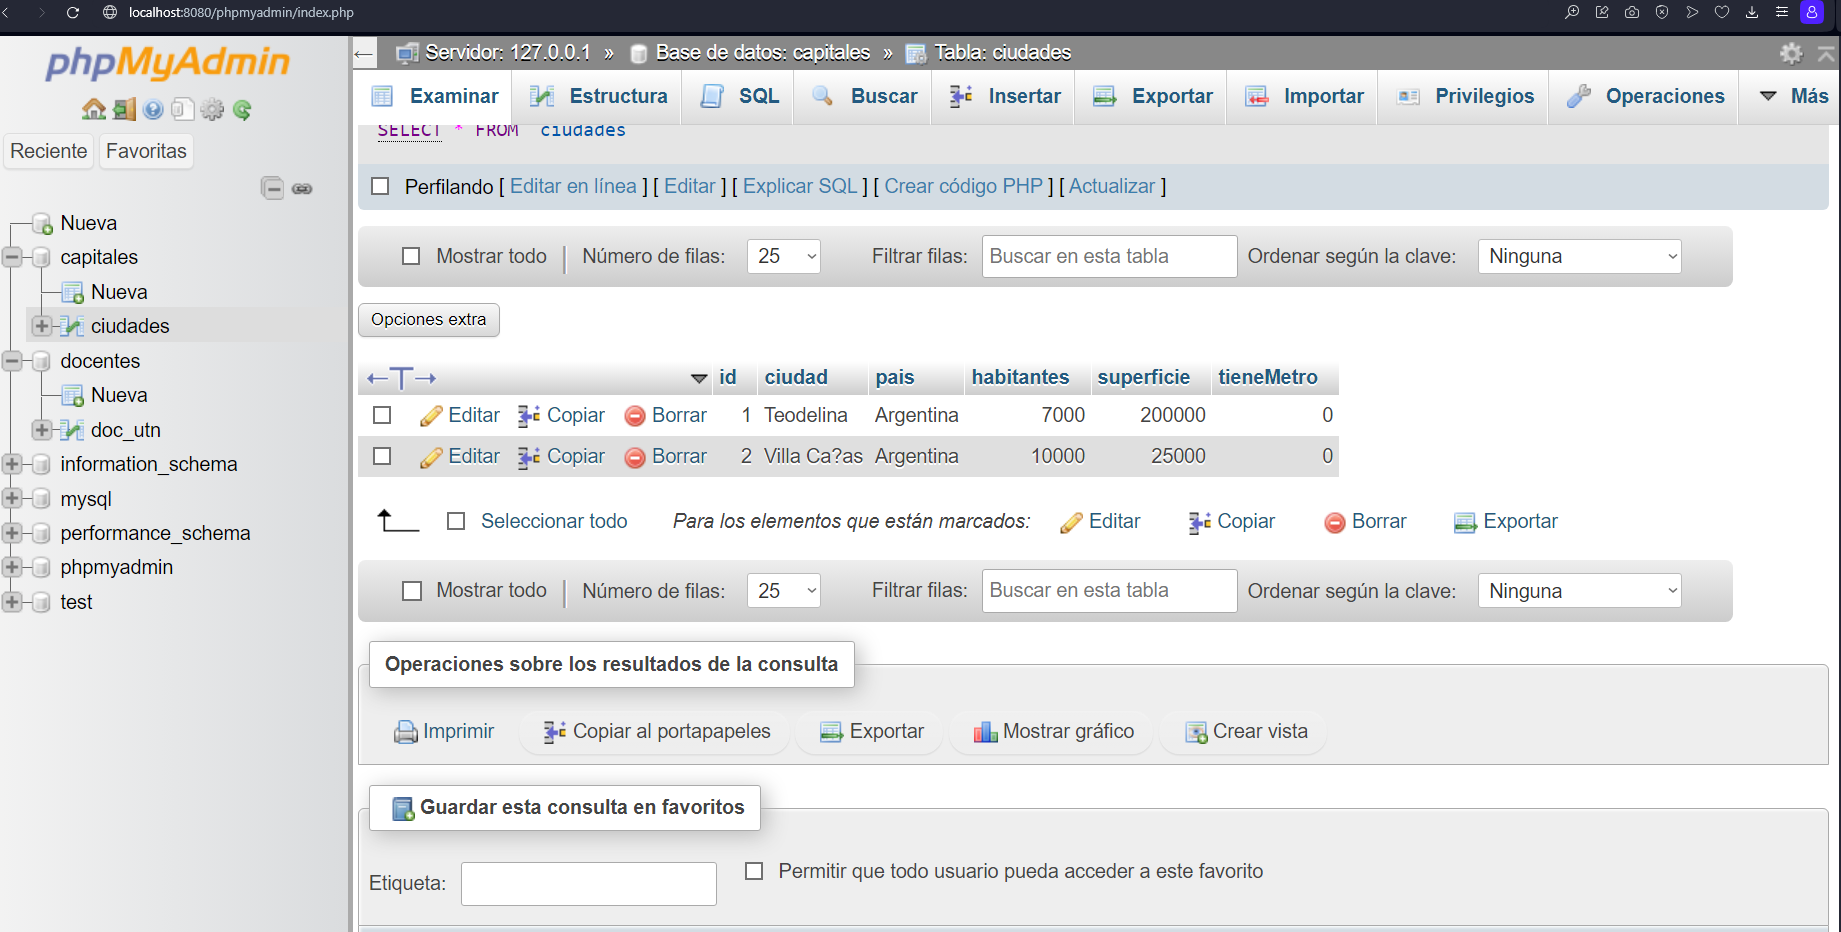 localhost:8080/phpmyadmin/index.php
phpMyAdmin
Reciente Favoritas
Nueva
capitales
Nueva
ciudades
docentes
Nueva
doc_utn
information_schema
mysql
performance_schema
phpmyadmin
test
Servidor: 127.0.0.1 » Base de datos: capitales » Tabla: ciudades
Examinar Estructura SQL Buscar Insertar Exportar Importar Privilegios Operaciones Más
SELECT * FROM ciudades
Perfilando [ Editar en línea ] [ Editar ] [ Explicar SQL ] [ Crear código PHP ] [ Actualizar ]
Mostrar todo Número de filas: 25 Filtrar filas: Buscar en esta tabla Ordenar según la clave: Ninguna
Opciones extra
←T→ id ciudad pais habitantes superficie tieneMetro
Editar Copiar Borrar 1 Teodelina Argentina 7000 200000 0
Editar Copiar Borrar 2 Villa Ca?as Argentina 10000 25000 0
Seleccionar todo Para los elementos que están marcados: Editar Copiar Borrar Exportar
Mostrar todo Número de filas: 25 Filtrar filas: Buscar en esta tabla Ordenar según la clave: Ninguna
Operaciones sobre los resultados de la consulta
Imprimir Copiar al portapapeles Exportar Mostrar gráfico Crear vista
Guardar esta consulta en favoritos
Etiqueta: Permitir que todo usuario pueda acceder a este favorito